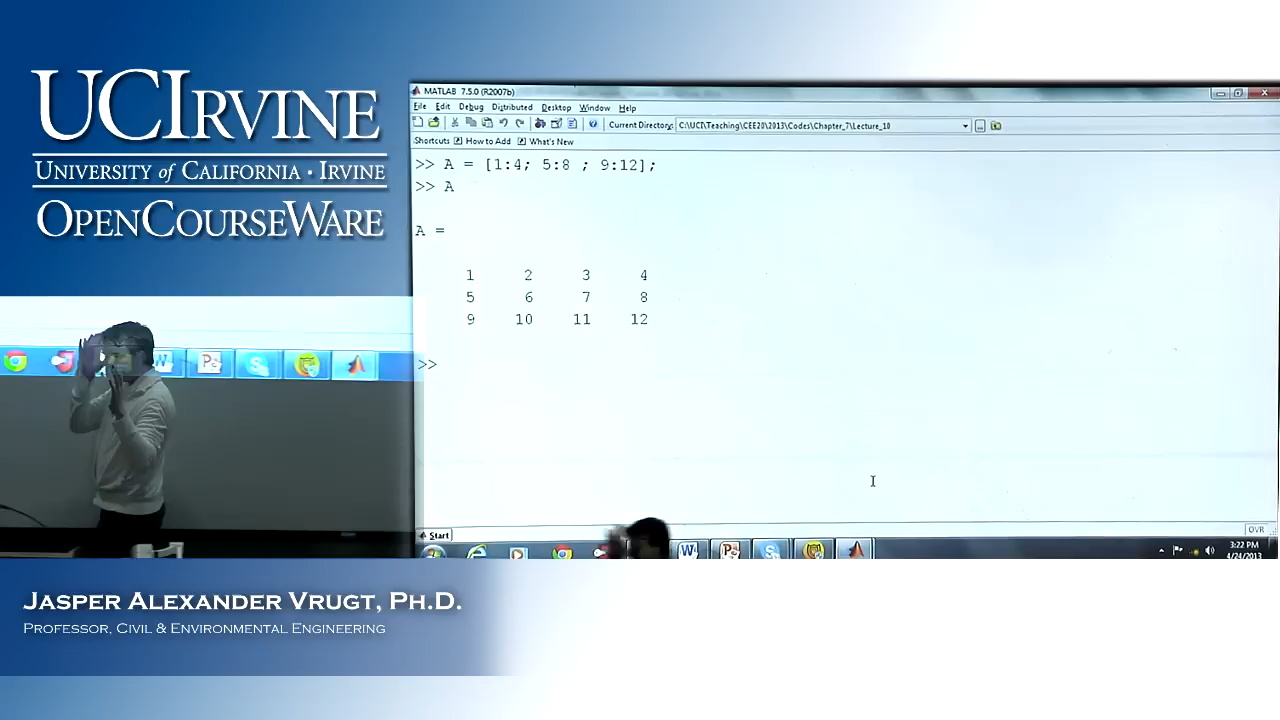 UCIRVINE
UNIVERSITY of CALIFORNIA · IRVINE
OPENCOURSEWARE
MATLAB 7.5.0 (R2007b)
File Edit Debug Distributed Desktop Window Help
Current Directory: C:\UCI\Teaching\CEE20\2013\Codes\Chapter_7\Lecture_10
Shortcuts How to Add What's New
>> A = [1:4; 5:8 ; 9:12];
>> A
A =
1 2 3 4
5 6 7 8
9 10 11 12
>>
Start
OVR
3:22 PM
4/24/2013
JASPER ALEXANDER VRUGT, PH.D.
PROFESSOR, CIVIL & ENVIRONMENTAL ENGINEERING